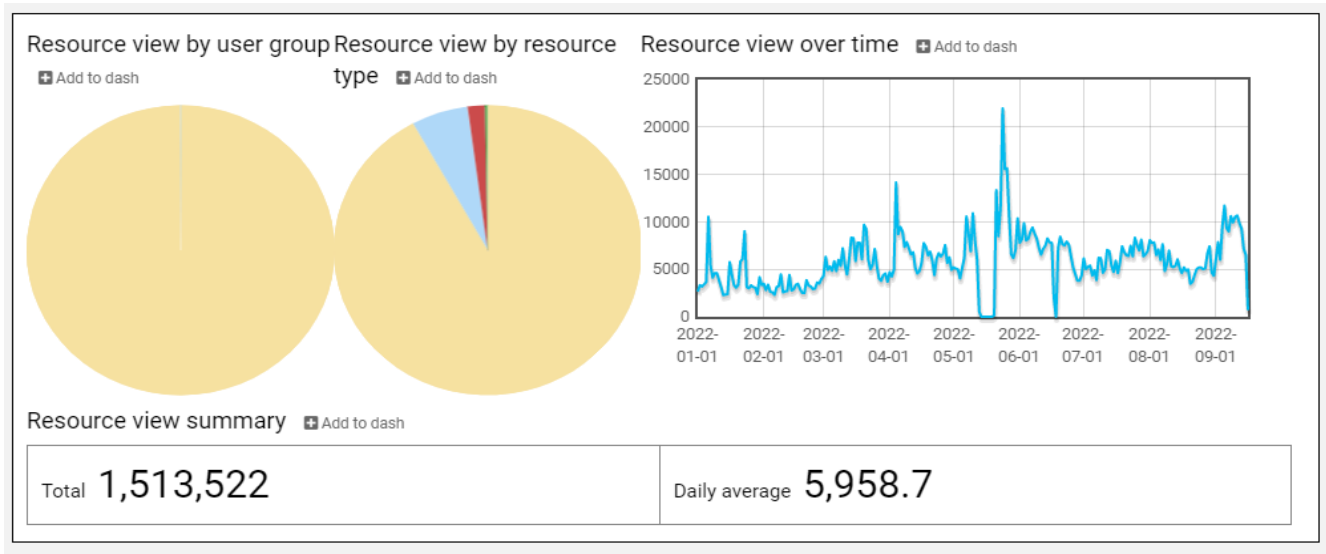 Resource view by user group
Add to dash
Resource view by resource
type Add to dash
Resource view over time Add to dash
25000
20000
15000
10000
5000
0
2022- 2022- 2022- 2022- 2022- 2022- 2022- 2022- 2022-
01-01 02-01 03-01 04-01 05-01 06-01 07-01 08-01 09-01
Resource view summary Add to dash
Total 1,513,522
Daily average 5,958.7